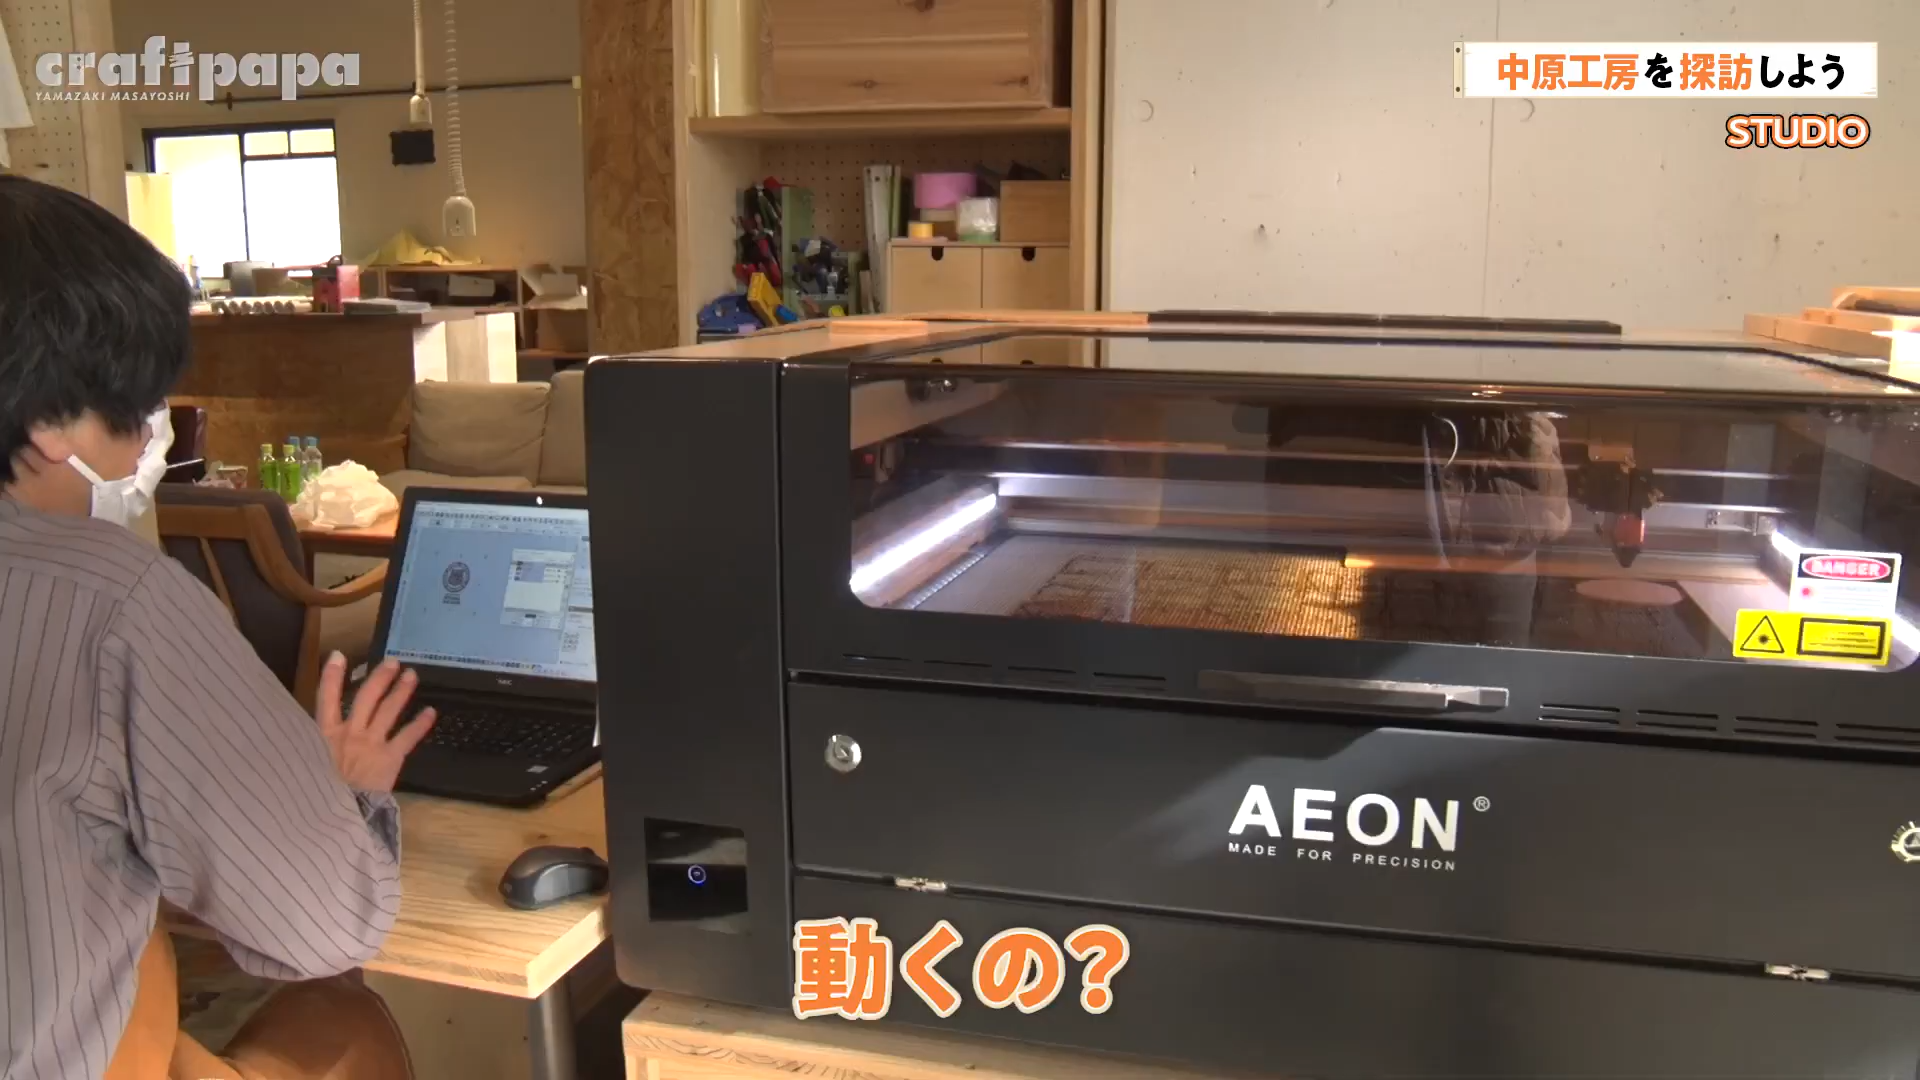 craftpapa
YAMAZAKI MASAYOSHI
中原工房を探訪しよう
STUDIO
DANGER
NEC
AEON®
MADE FOR PRECISION
動くの?